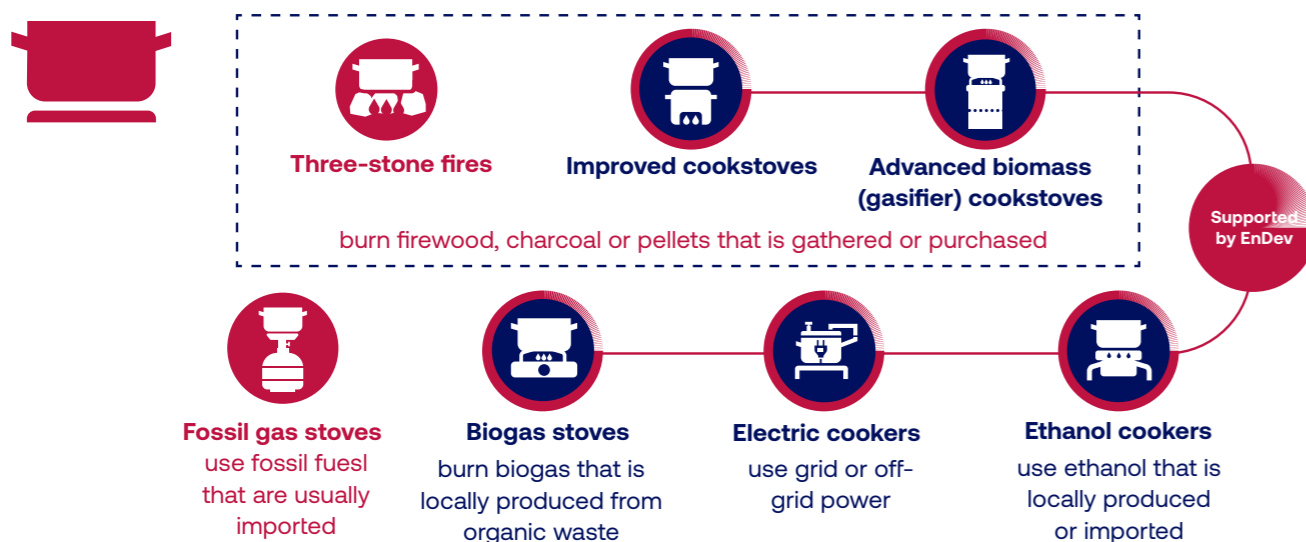 Three-stone fires
Improved cookstoves
Advanced biomass
(gasifier) cookstoves
burn firewood, charcoal or pellets that is gathered or purchased
Supported
by EnDev
Fossil gas stoves
use fossil fuesl
that are usually
imported
Biogas stoves
burn biogas that is
locally produced from
organic waste
Electric cookers
use grid or off-
grid power
Ethanol cookers
use ethanol that is
locally produced
or imported